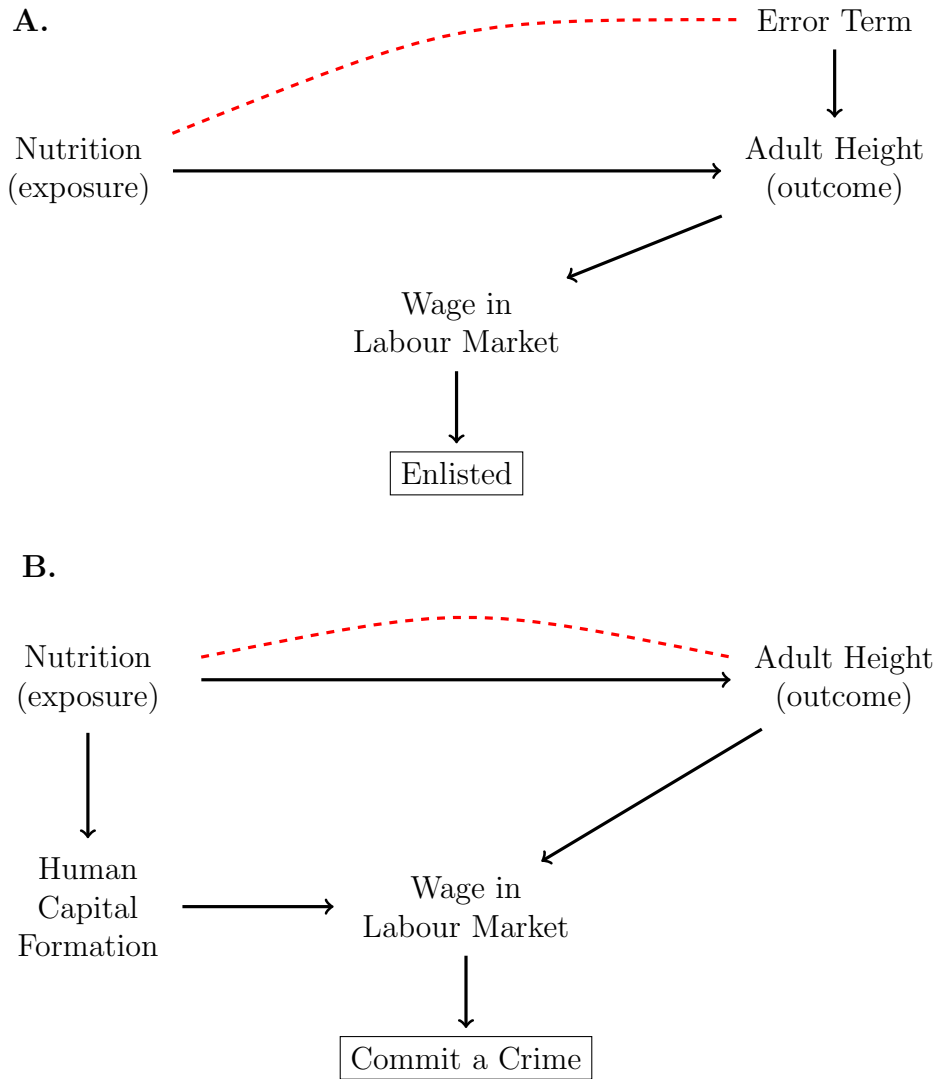 A.
Error Term
Nutrition
(exposure)
Adult Height
(outcome)
Wage in
Labour Market
Enlisted
B.
Nutrition
(exposure)
Adult Height
(outcome)
Human
Capital
Formation
Wage in
Labour Market
Commit a Crime